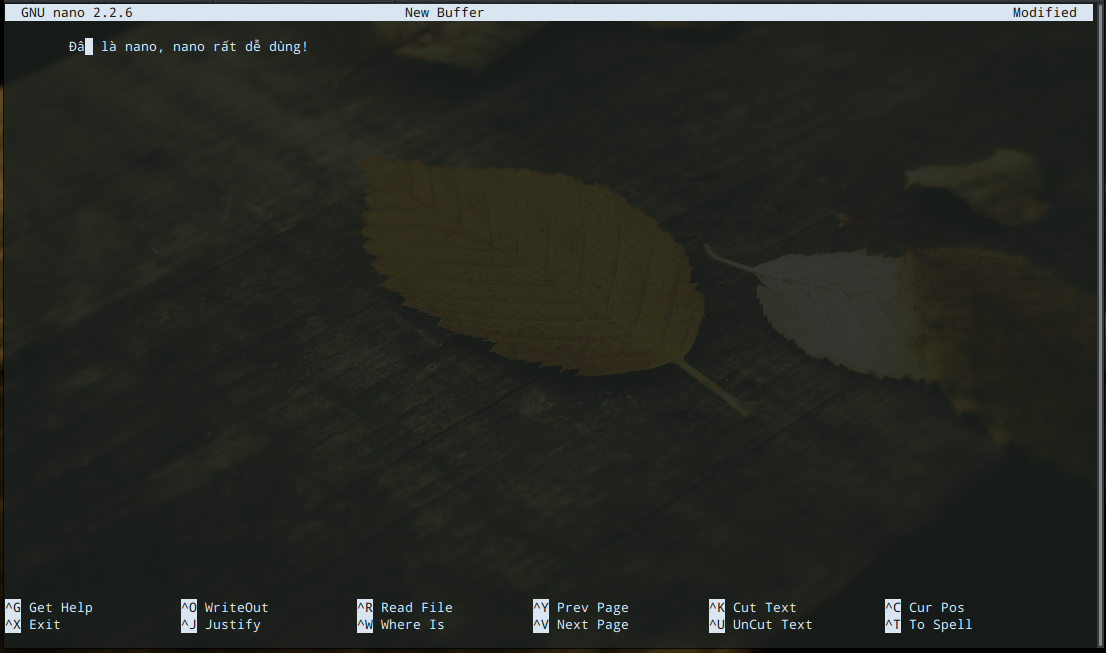 GNU nano 2.2.6 New Buffer Modified
Đâ là nano, nano rất dễ dùng!
^G Get Help ^O WriteOut ^R Read File ^Y Prev Page ^K Cut Text ^C Cur Pos
^X Exit ^J Justify ^W Where Is ^V Next Page ^U UnCut Text ^T To Spell